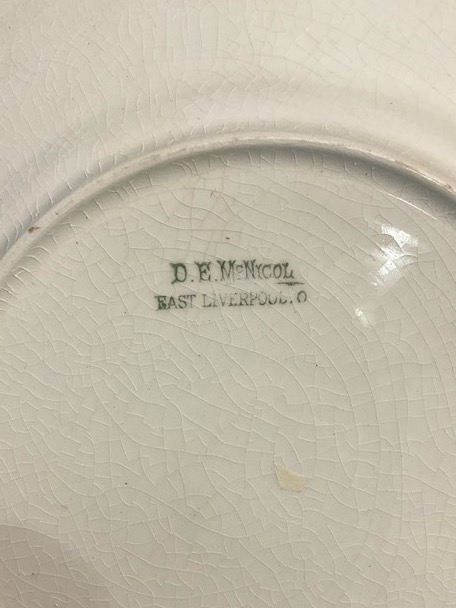 D. E. McNICOL
EAST LIVERPOOL. O